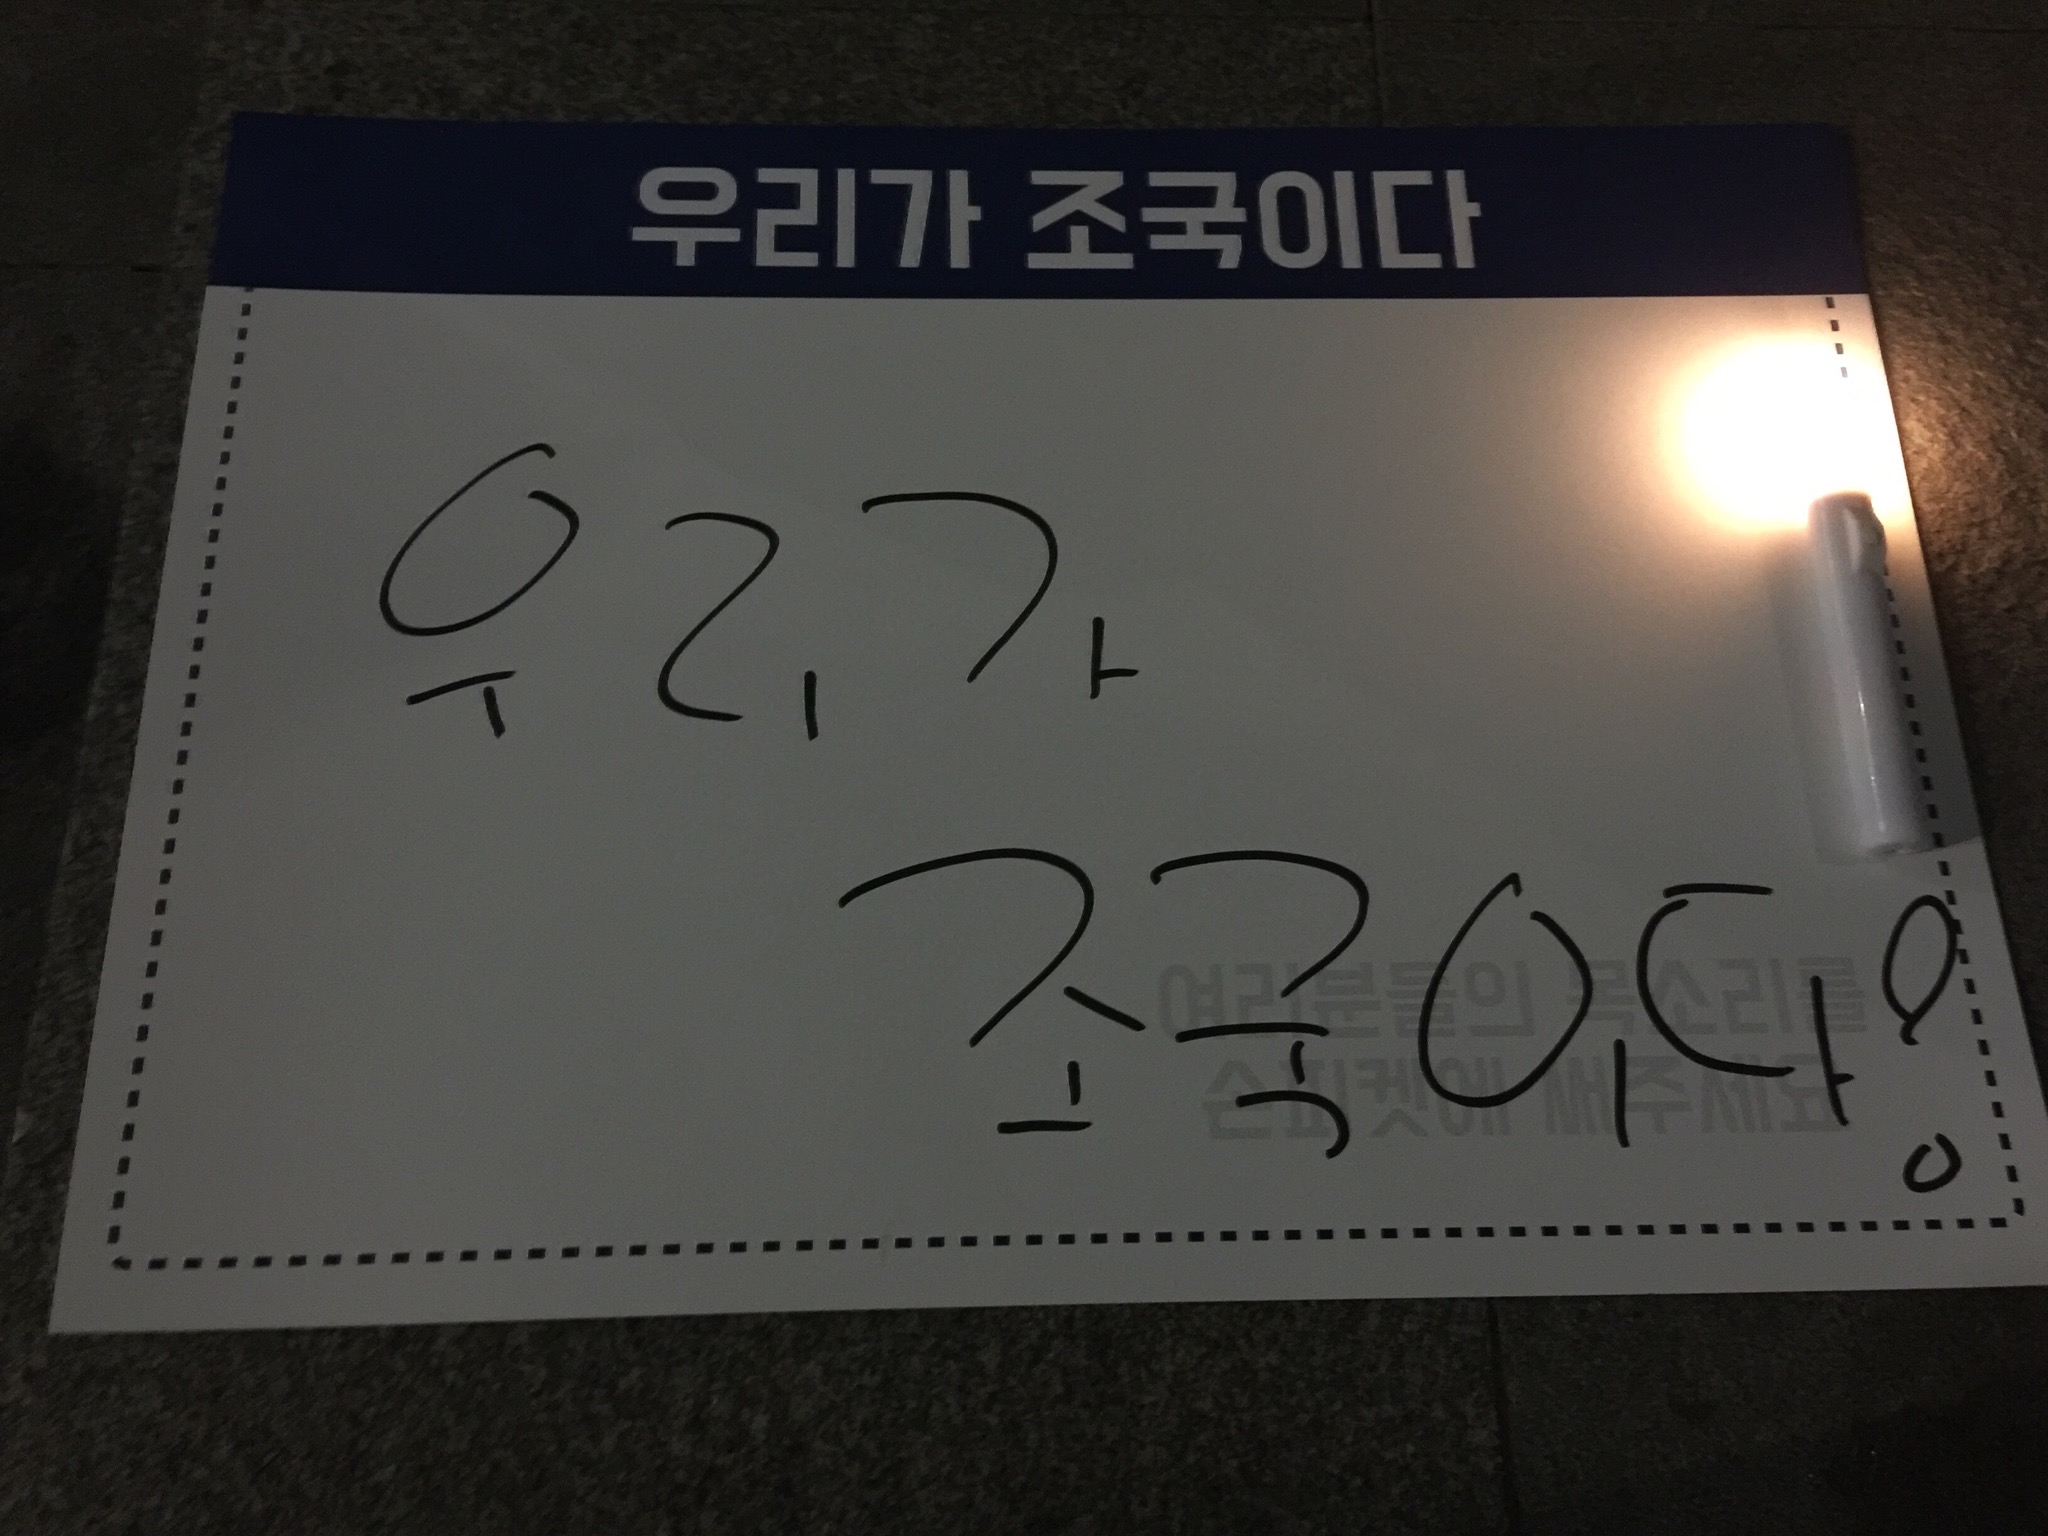 우리가 조국이다
우리가
조국이다!
여러분들의 목소리를
손피켓에 써주세요